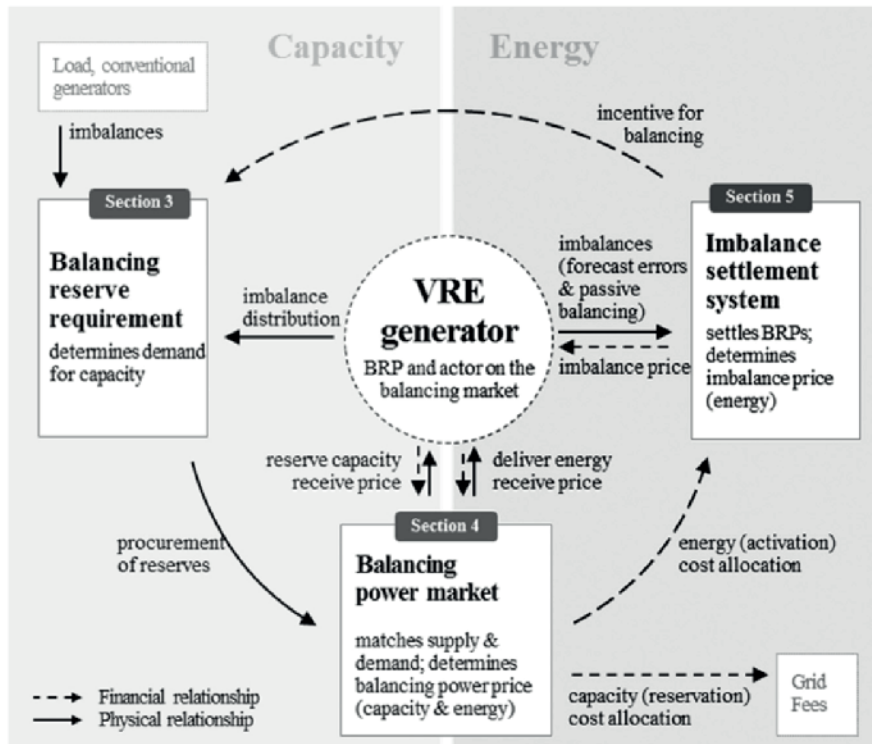 Capacity
Energy
Load, conventional
generators
imbalances
incentive for
balancing
Section 3
Balancing
reserve
requirement
determines demand
for capacity
imbalance
distribution
VRE
generator
BRP and actor on the
balancing market
imbalances
(forecast errors
& passive
balancing)
imbalance price
Section 5
Imbalance
settlement
system
settles BRPs;
determines
imbalance price
(energy)
reserve capacity
receive price
deliver energy
receive price
procurement
of reserves
Section 4
Balancing
power market
matches supply &
demand; determines
balancing power price
(capacity & energy)
energy (activation)
cost allocation
capacity (reservation)
cost allocation
Grid
Fees
Financial relationship
Physical relationship